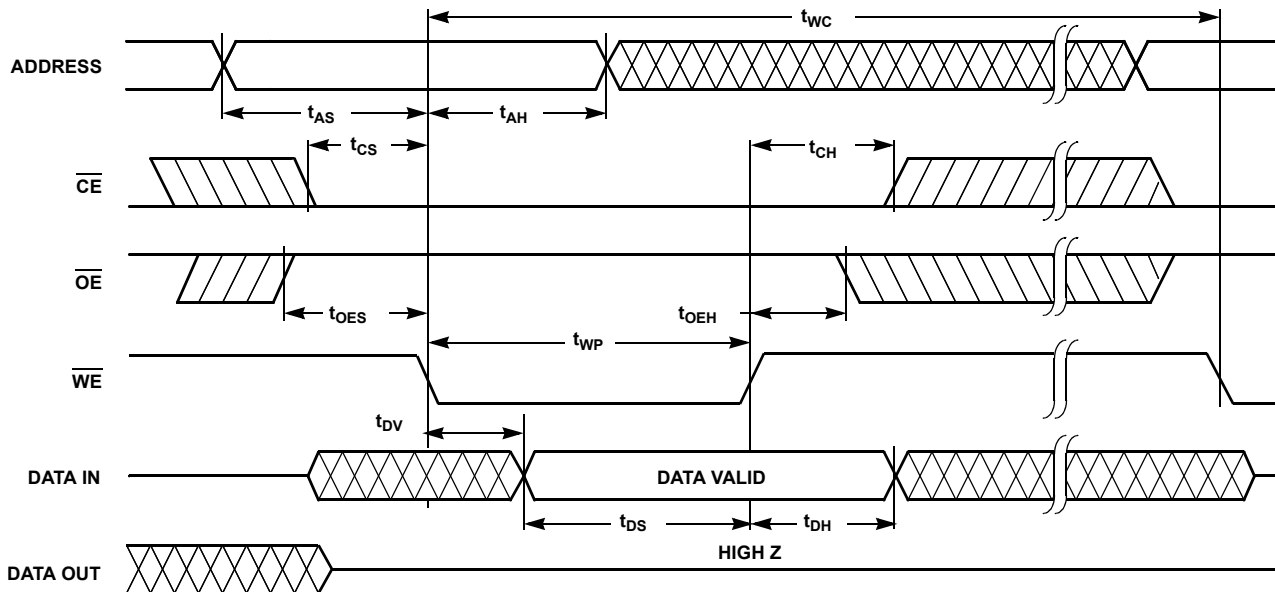 tWC
ADDRESS
tAS
tAH
tCS
tCH
CE
OE
tOES
tOEH
tWP
WE
tDV
DATA IN
DATA VALID
tDS
tDH
HIGH Z
DATA OUT